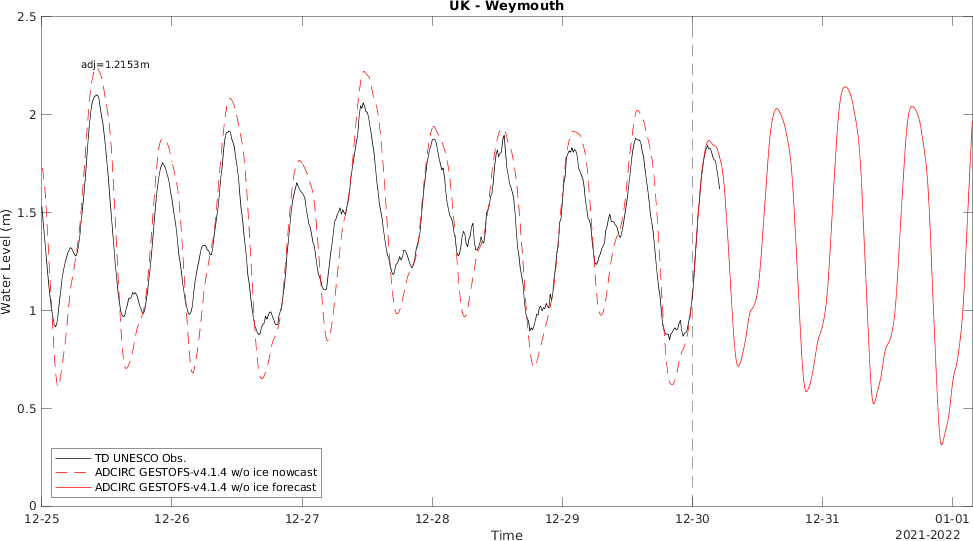 UK - Weymouth
adj=1.2153m
2.5
2
1.5
1
0.5
0
Water Level (m)
TD UNESCO Obs.
ADCIRC GESTOFS-v4.1.4 w/o ice nowcast
ADCIRC GESTOFS-v4.1.4 w/o ice forecast
12-25 12-26 12-27 12-28 12-29 12-30 12-31 01-01
Time
2021-2022